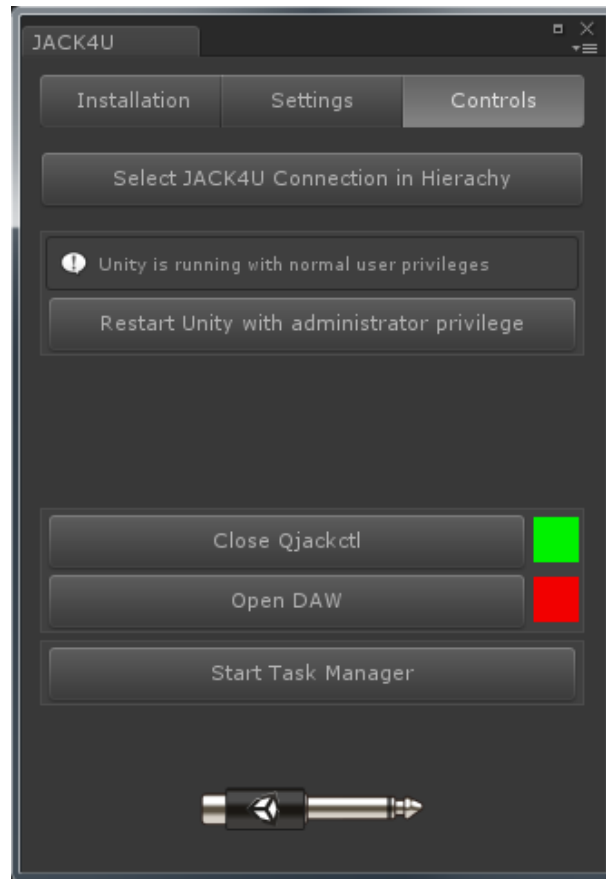 JACK4U
Installation
Settings
Controls
Select JACK4U Connection in Hierachy
Unity is running with normal user privileges
Restart Unity with administrator privilege
Close Qjackctl
Open DAW
Start Task Manager